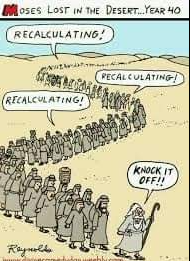 MOSES LOST IN THE DESERT...YEAR 40
RECALCULATING!
RECALCULATING!
RECALCULATING!
KNOCK IT
OFF!!
Reynolds